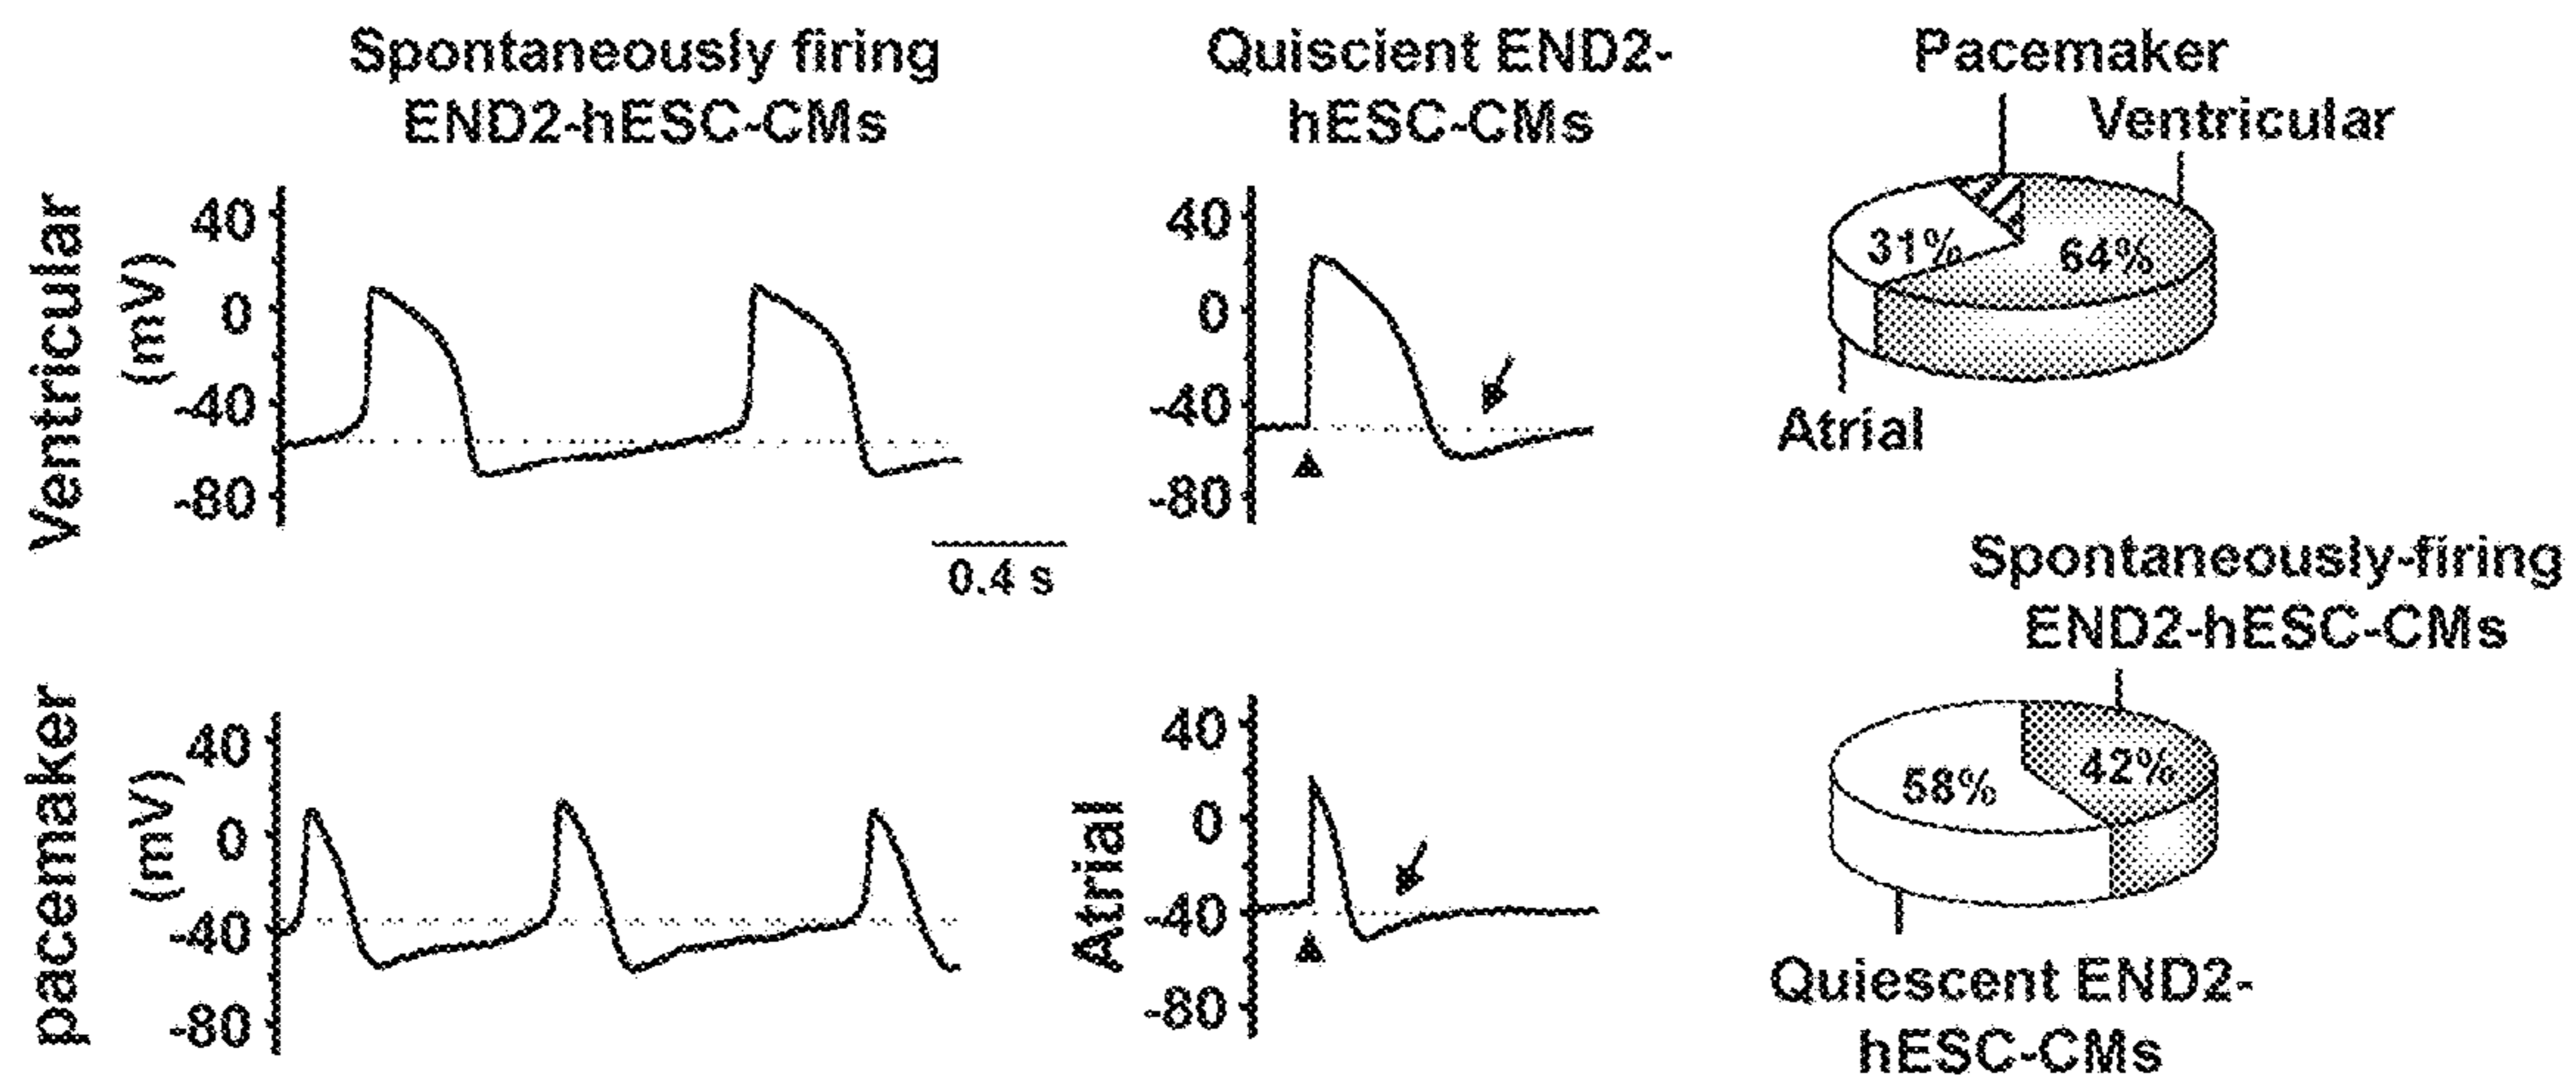 Spontaneously firing
END2-hESC-CMs
Quiscient END2-
hESC-CMs
Pacemaker
Ventricular
31%
64%
Atrial
Ventricular
(mV)
40
0
-40
-80
40
0
-40
-80
0.4 s
Spontaneously-firing
END2-hESC-CMs
pacemaker
(mV)
40
0
-40
-80
Atrial
40
0
-40
-80
58%
42%
Quiescent END2-
hESC-CMs